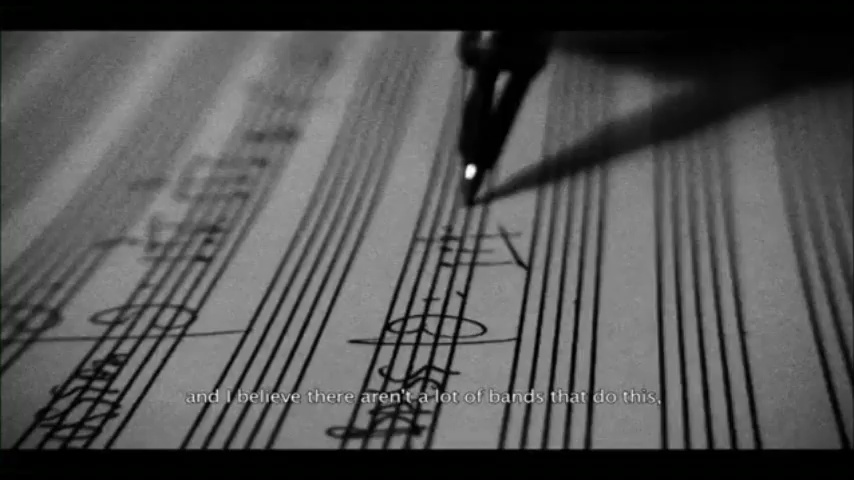 and I believe there aren't a lot of bands that do this,